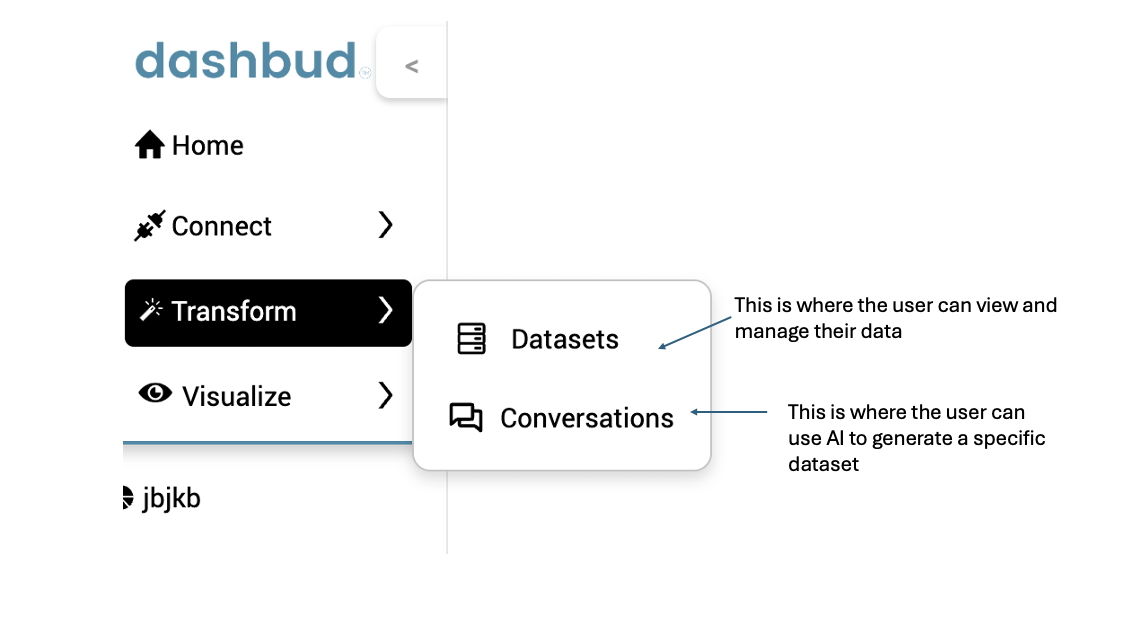 dashbud
<
Home
Connect
Transform
Visualize
Datasets
Conversations
This is where the user can view and
manage their data
This is where the user can
use AI to generate a specific
dataset
jbjkb